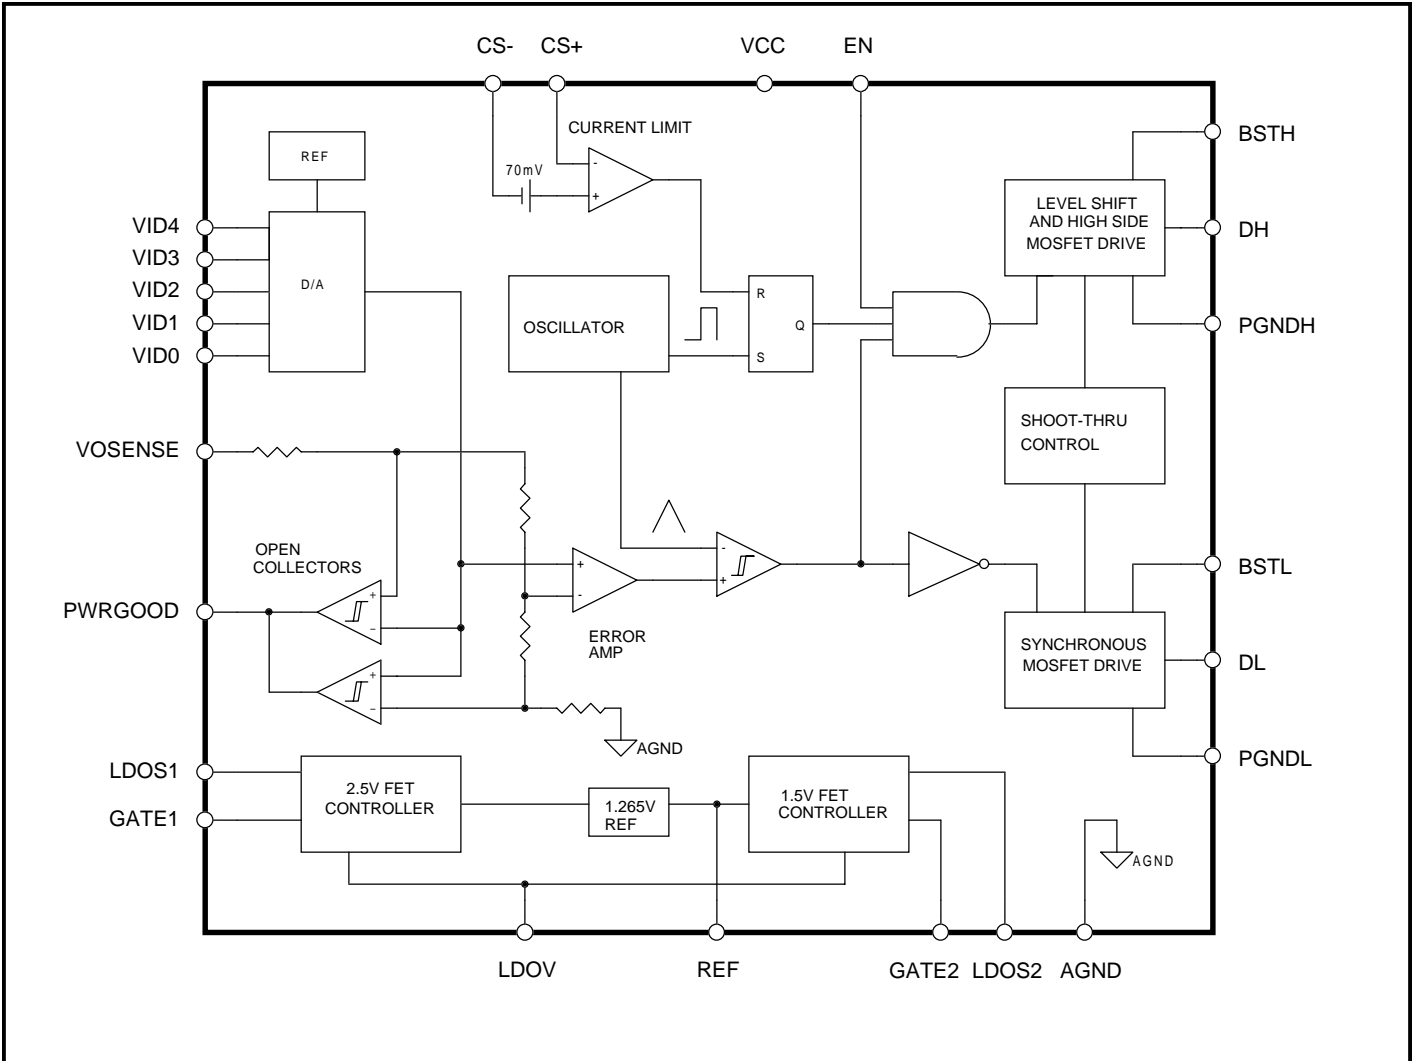 CS- CS+ VCC EN
CURRENT LIMIT
BSTH
REF
70mV
-
+
LEVEL SHIFT
AND HIGH SIDE
MOSFET DRIVE
VID4
DH
VID3
VID2
D/A
R
VID1
OSCILLATOR
Q
PGNDH
VID0
S
SHOOT-THRU
CONTROL
VOSENSE
OPEN
COLLECTORS
-
+
+
-
BSTL
+
-
PWRGOOD
ERROR
AMP
SYNCHRONOUS
MOSFET DRIVE
DL
+
-
AGND
PGNDL
LDOS1
2.5V FET
CONTROLLER
1.265V
REF
1.5V FET
CONTROLLER
GATE1
AGND
LDOV REF GATE2 LDOS2 AGND